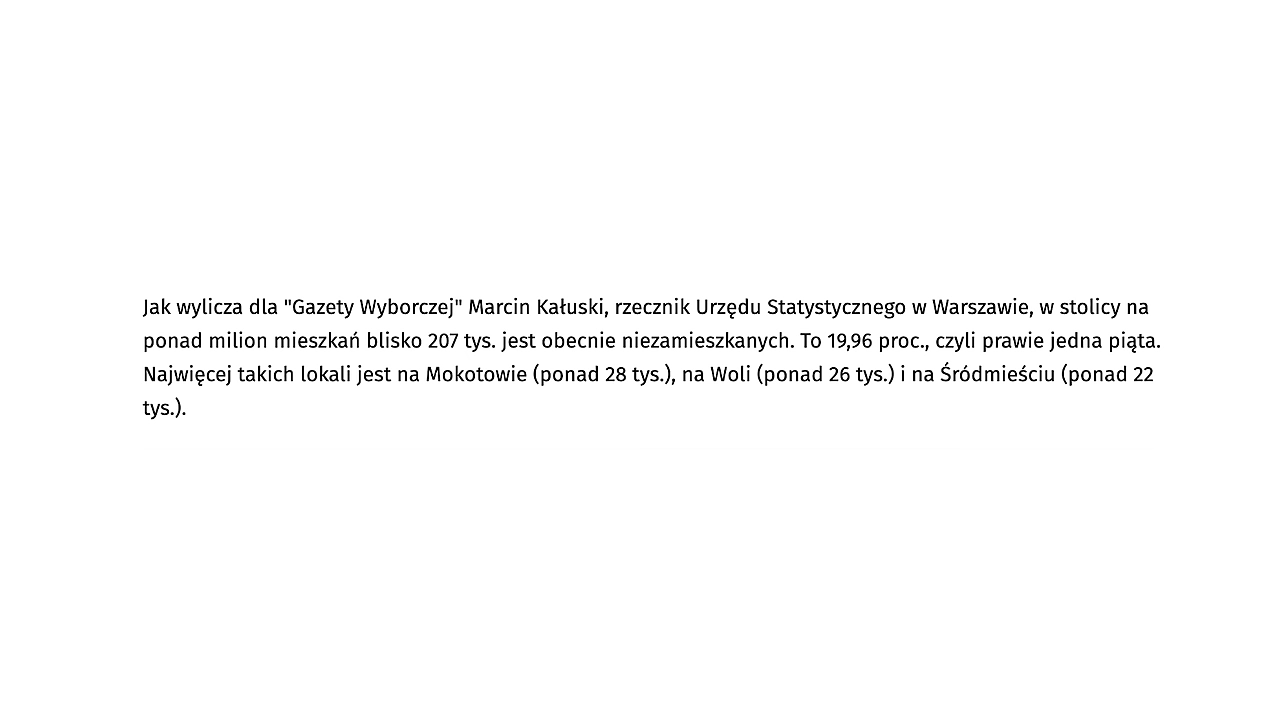 Jak wylicza dla "Gazety Wyborczej" Marcin Kałuski, rzecznik Urzędu Statystycznego w Warszawie, w stolicy na
ponad milion mieszkań blisko 207 tys. jest obecnie niezamieszkanych. To 19,96 proc., czyli prawie jedna piąta.
Najwięcej takich lokali jest na Mokotowie (ponad 28 tys.), na Woli (ponad 26 tys.) i na Śródmieściu (ponad 22
tys.).